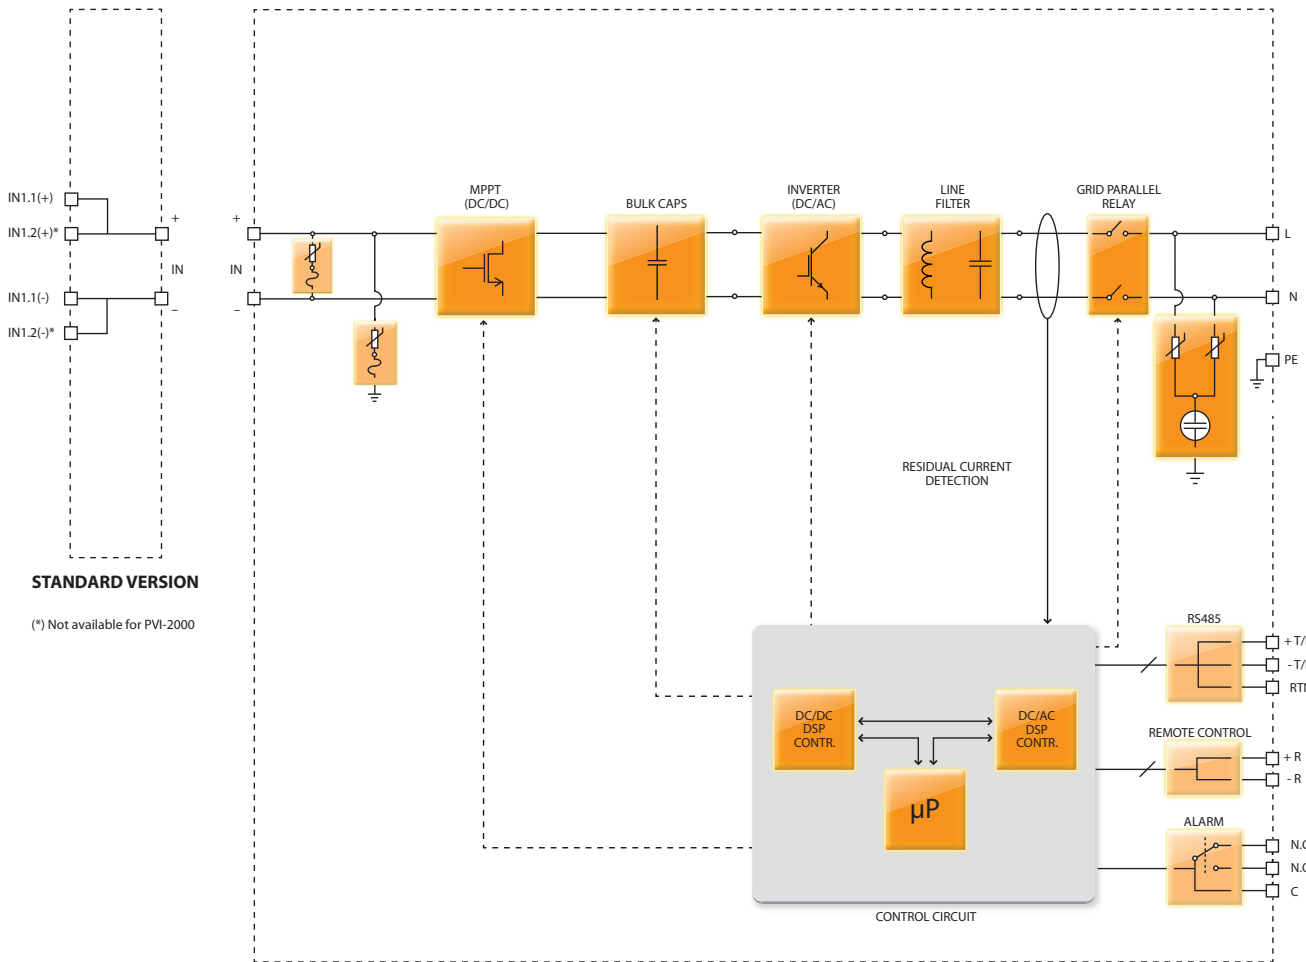 IN1.1(+)
IN1.2(+)*
IN1.1(-)
IN1.2(-)*
+
IN
–
STANDARD VERSION
(*) Not available for PVI-2000
+
IN
–
MPPT
(DC/DC)
BULK CAPS
INVERTER
(DC/AC)
LINE
FILTER
GRID PARALLEL
RELAY
L
N
PE
RESIDUAL CURRENT
DETECTION
DC/DC
DSP
CONTR.
DC/AC
DSP
CONTR.
µP
CONTROL CIRCUIT
RS485
+ T/
- T/
REMOTE CONTROL
+ R
- R
ALARM
C